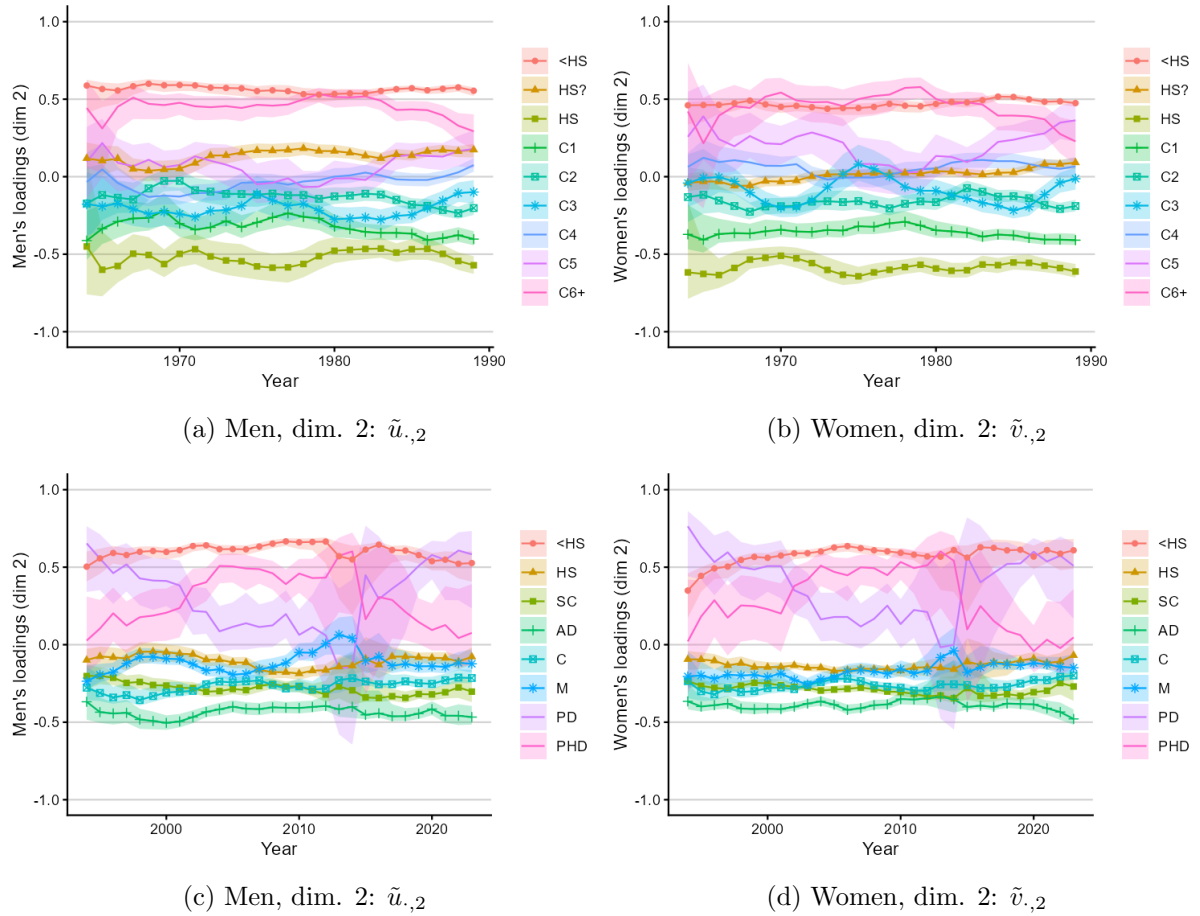 1.0
0.5
0.0
-0.5
-1.0
Men's loadings (dim 2)
1970
1980
1990
Year
<HS
HS?
HS
C1
C2
C3
C4
C5
C6+
(a) Men, dim. 2: ũ·,2
1.0
0.5
0.0
-0.5
-1.0
Women's loadings (dim 2)
1970
1980
1990
Year
<HS
HS?
HS
C1
C2
C3
C4
C5
C6+
(b) Women, dim. 2: ṽ·,2
1.0
0.5
0.0
-0.5
-1.0
Men's loadings (dim 2)
2000
2010
2020
Year
<HS
HS
SC
AD
C
M
PD
PHD
(c) Men, dim. 2: ũ·,2
1.0
0.5
0.0
-0.5
-1.0
Women's loadings (dim 2)
2000
2010
2020
Year
<HS
HS
SC
AD
C
M
PD
PHD
(d) Women, dim. 2: ṽ·,2